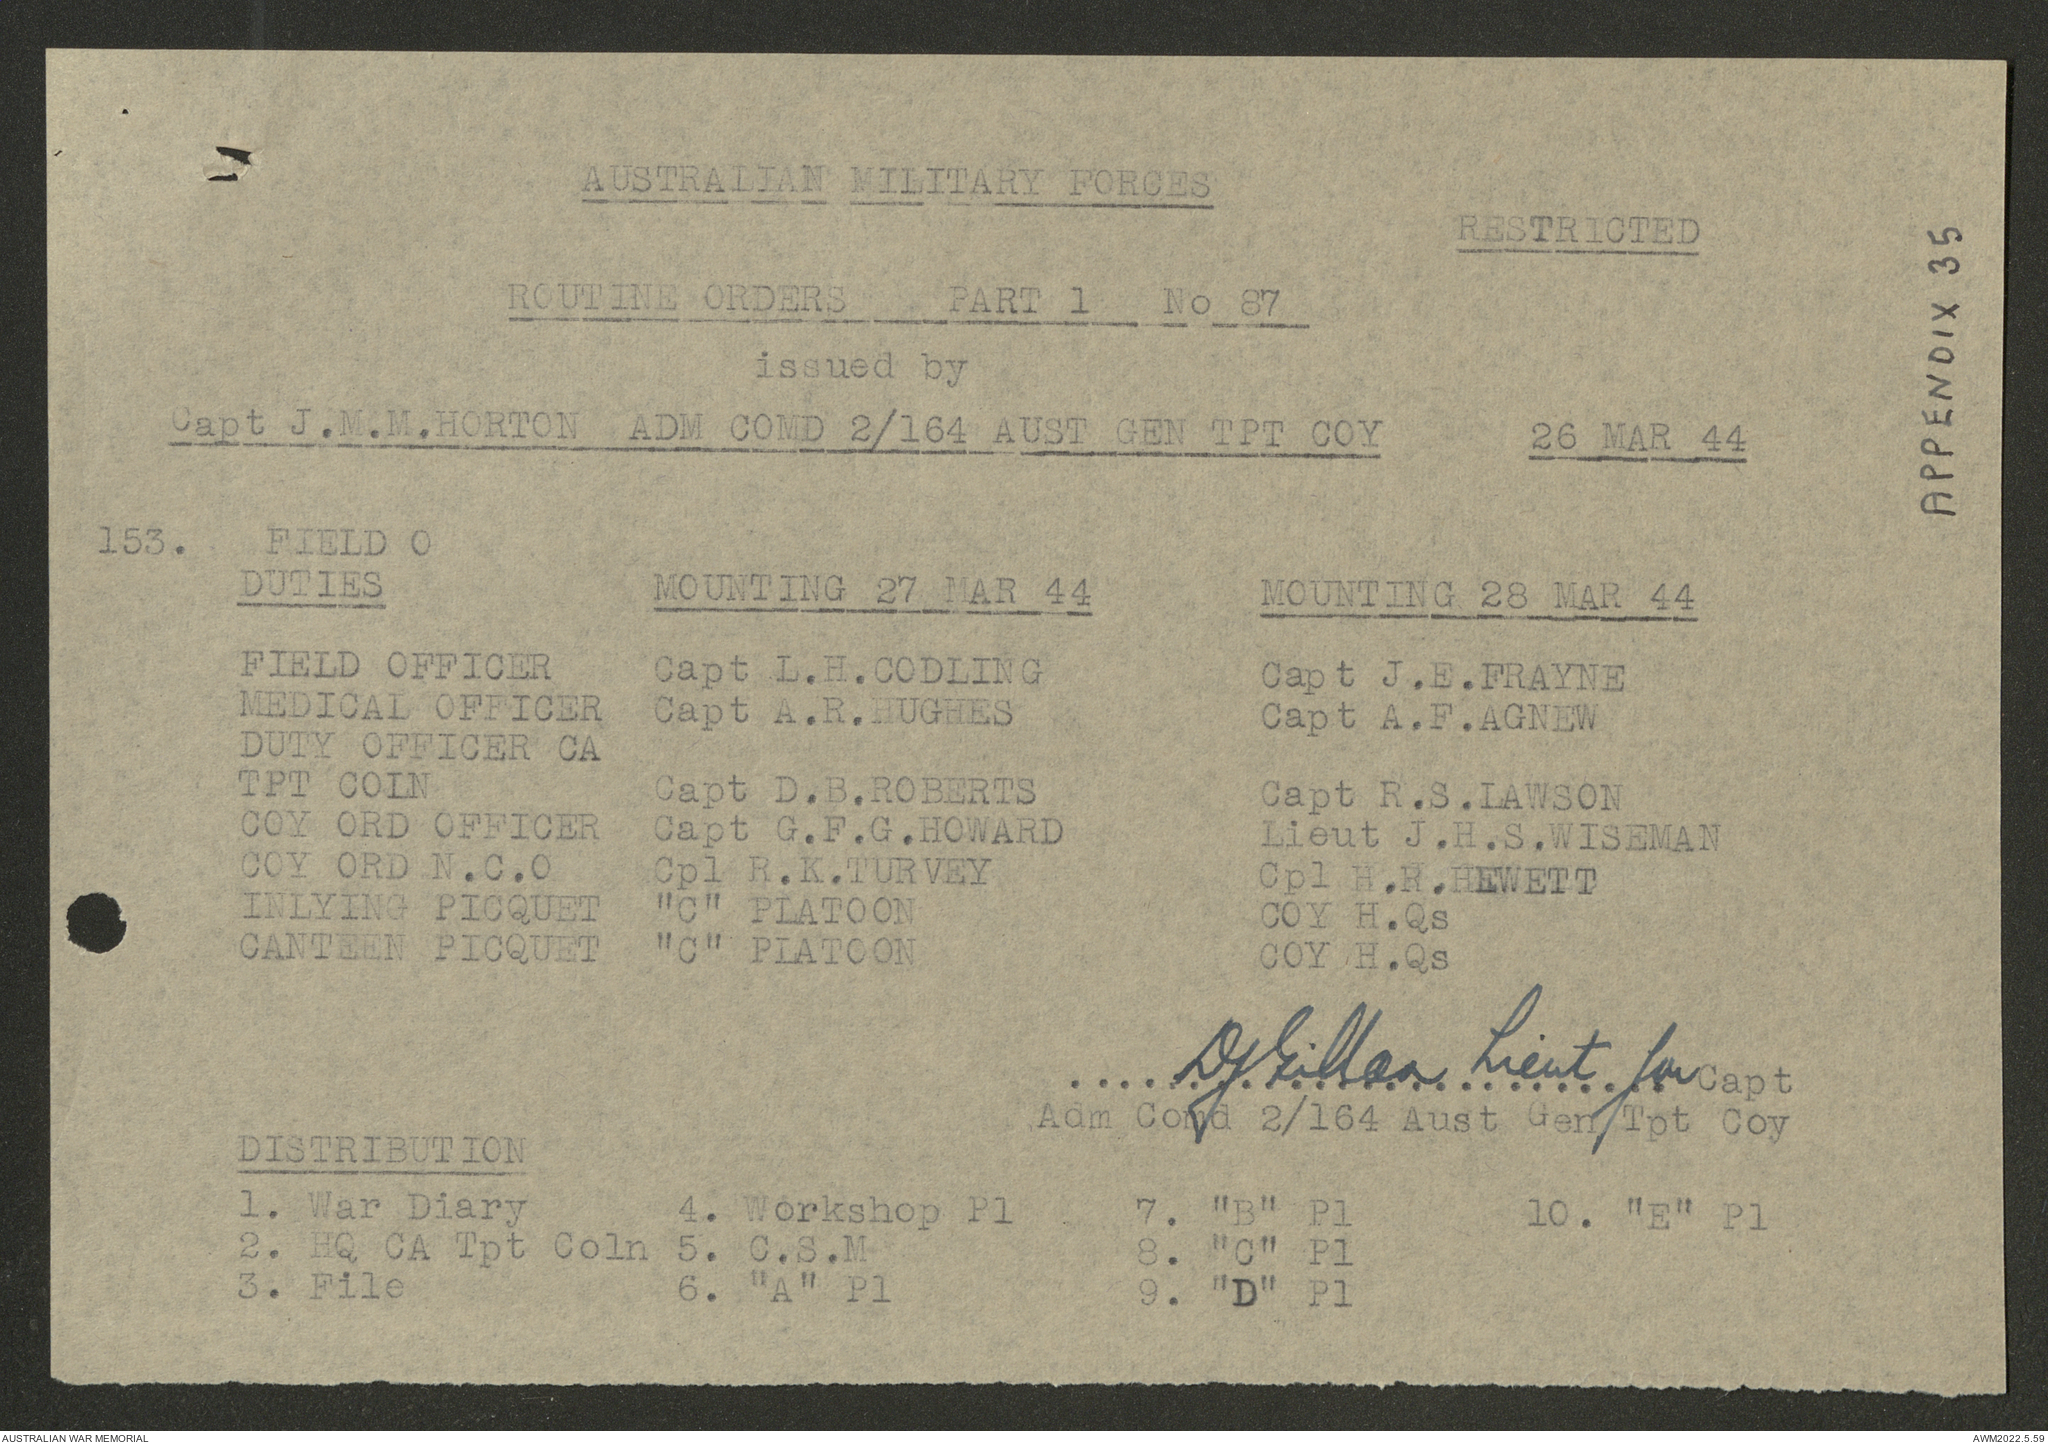 AUSTRALIAN MILITARY FORCES
RESTRICTED
APPENDIX 35
ROUTINE ORDERS PART 1 No 87
issued by
Capt J.M.M.HORTON ADM COMD 2/164 AUST GEN TPT COY 26 MAR 44
153. FIELD O
DUTIES MOUNTING 27 MAR 44 MOUNTING 28 MAR 44
FIELD OFFICER Capt L.H.CODLING Capt J.E.FRAYNE
MEDICAL OFFICER Capt A.R.HUGHES Capt A.F.AGNEW
DUTY OFFICER CA
TPT COLN Capt D.B.ROBERTS Capt R.S.LAWSON
COY ORD OFFICER Capt G.F.G.HOWARD Lieut J.H.S.WISEMAN
COY ORD N.C.O Cpl R.K.TURVEY Cpl H.R.HEWETT
INLYING PICQUET "C" PLATOON COY H.Qs
CANTEEN PICQUET "C" PLATOON COY H.Qs
Lieut for Capt
Adm Comd 2/164 Aust Gen Tpt Coy
DISTRIBUTION
1. War Diary 4. Workshop Pl 7. "B" Pl 10. "E" Pl
2. HQ CA Tpt Coln 5. C.S.M 8. "C" Pl
3. File 6. "A" Pl 9. "D" Pl
AUSTRALIAN WAR MEMORIAL AWM2022.5.59